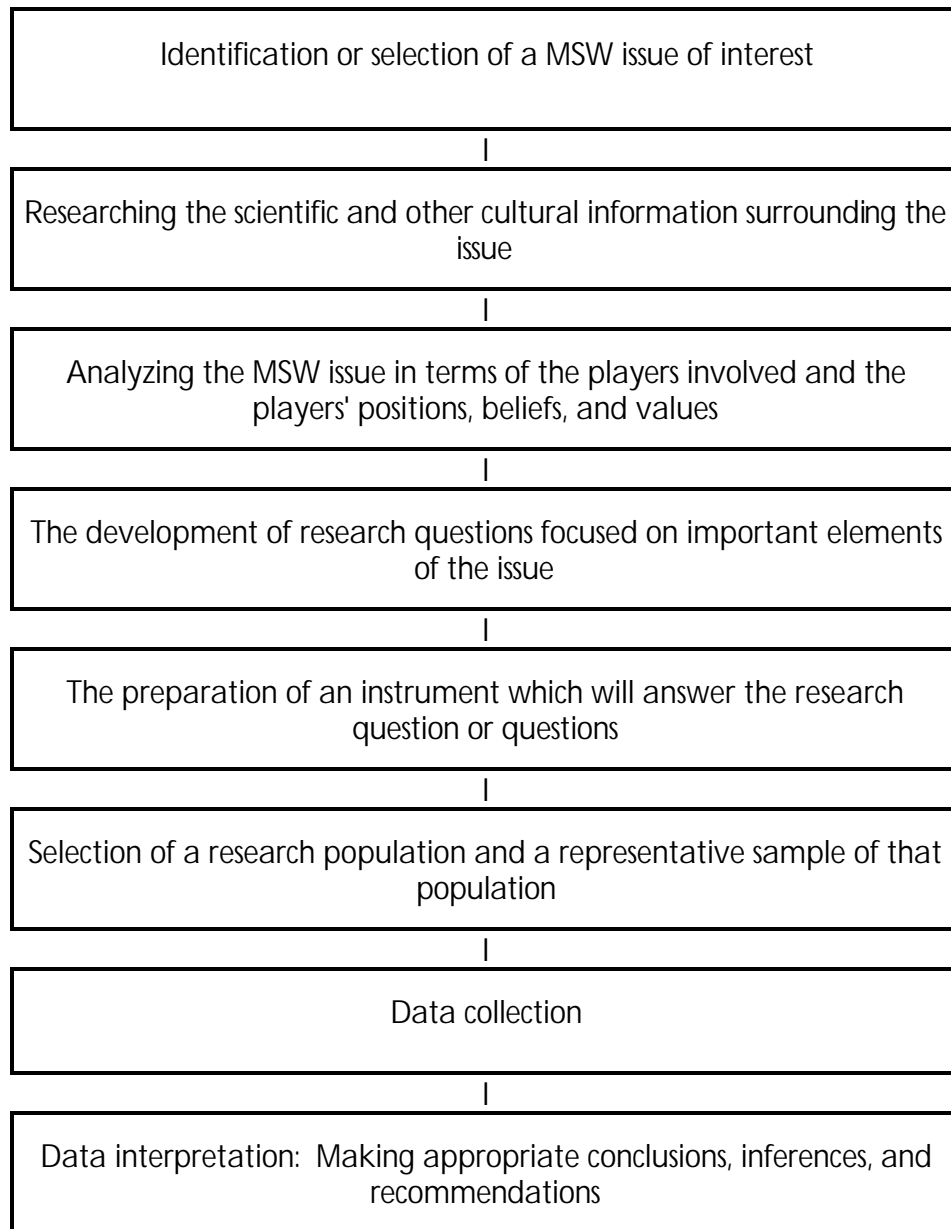 Identification or selection of a MSW issue of interest
Researching the scientific and other cultural information surrounding the
issue
Analyzing the MSW issue in terms of the players involved and the
players' positions, beliefs, and values
The development of research questions focused on important elements
of the issue
The preparation of an instrument which will answer the research
question or questions
Selection of a research population and a representative sample of that
population
Data collection
Data interpretation:  Making appropriate conclusions, inferences, and
recommendations